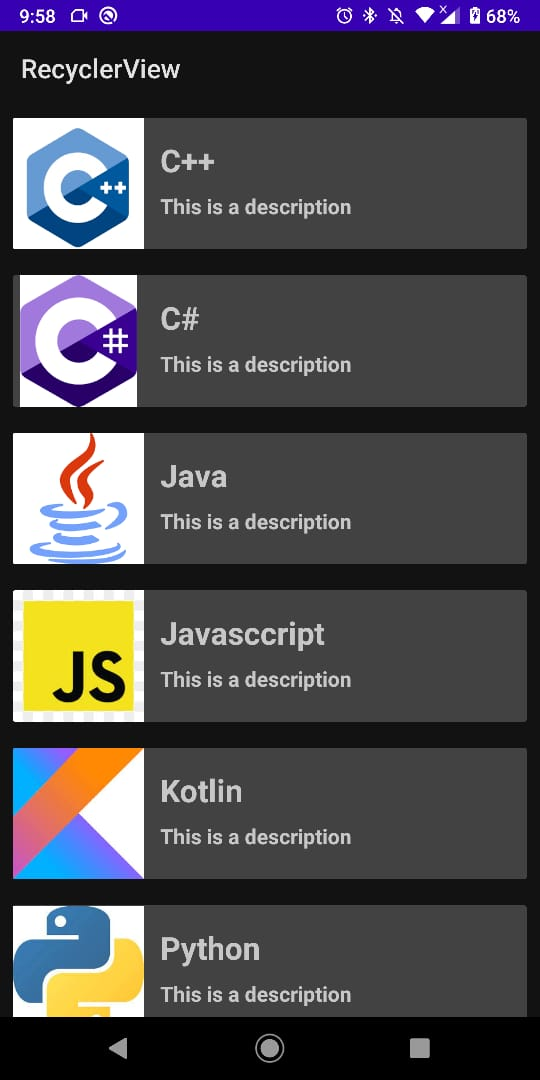 9:58
68%
RecyclerView
C++
This is a description
C#
This is a description
Java
This is a description
JS
Javasccript
This is a description
Kotlin
This is a description
Python
This is a description